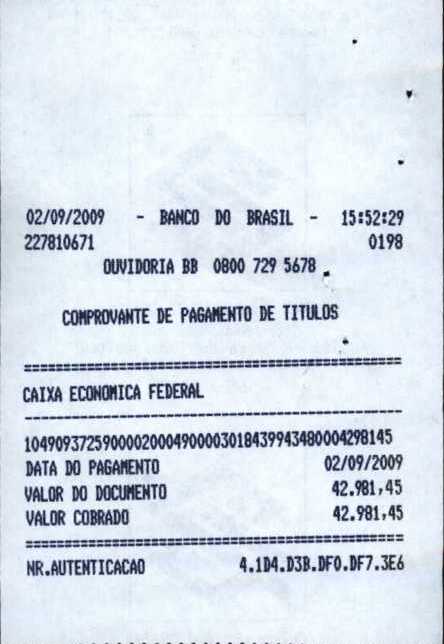 02/09/2009 - BANCO DO BRASIL - 15:52:29
227810671 0198
OUVIDORIA BB 0800 729 5678
COMPROVANTE DE PAGAMENTO DE TITULOS
================================================
CAIXA ECONOMICA FEDERAL
------------------------------------------------
10490937259000020004900003018439943480004298145
DATA DO PAGAMENTO 02/09/2009
VALOR DO DOCUMENTO 42.981,45
VALOR COBRADO 42.981,45
================================================
NR.AUTENTICACAO 4.1D4.D3B.DF0.DF7.3E6